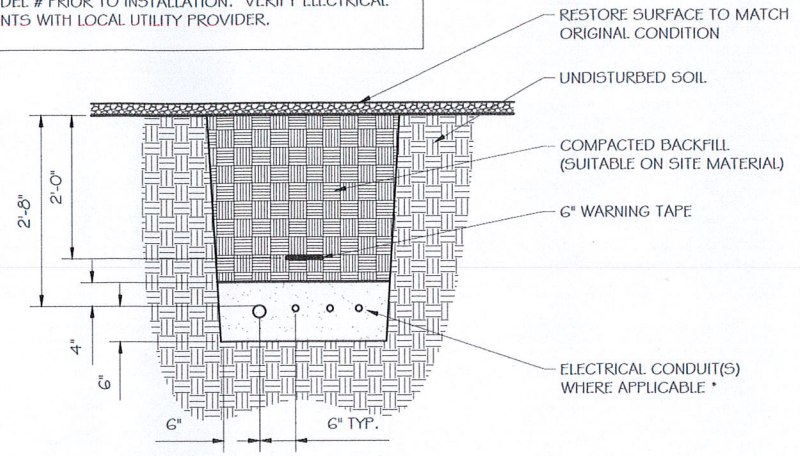 DEL # PRIOR TO INSTALLATION. VERIFY ELECTRICAL
NTS WITH LOCAL UTILITY PROVIDER.
RESTORE SURFACE TO MATCH
ORIGINAL CONDITION
UNDISTURBED SOIL
COMPACTED BACKFILL
(SUITABLE ON SITE MATERIAL)
6" WARNING TAPE
ELECTRICAL CONDUIT(S)
WHERE APPLICABLE *
2'-8"
2'-0"
4"
6"
6"
6" TYP.